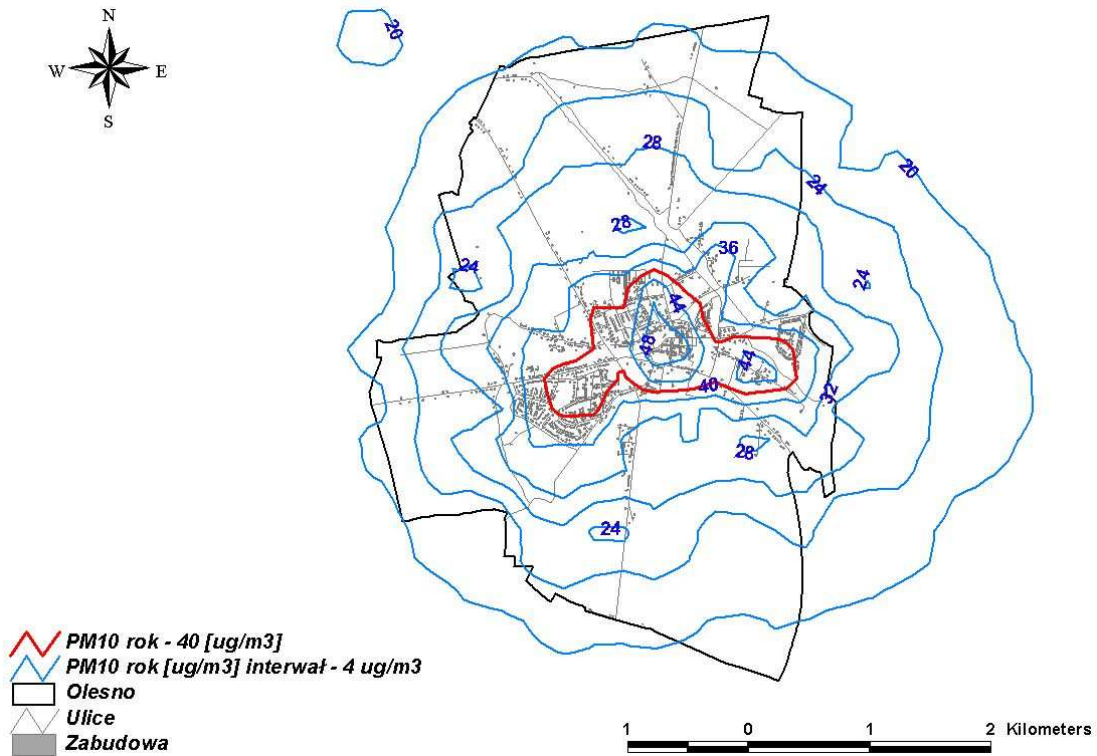 N
W E
S
20
28
24
20
28
36
24
24
44
48
44
40
32
28
24
PM10 rok - 40 [ug/m3]
PM10 rok [ug/m3] interwał - 4 ug/m3
Olesno
Ulice
Zabudowa
1 0 1 2 Kilometers